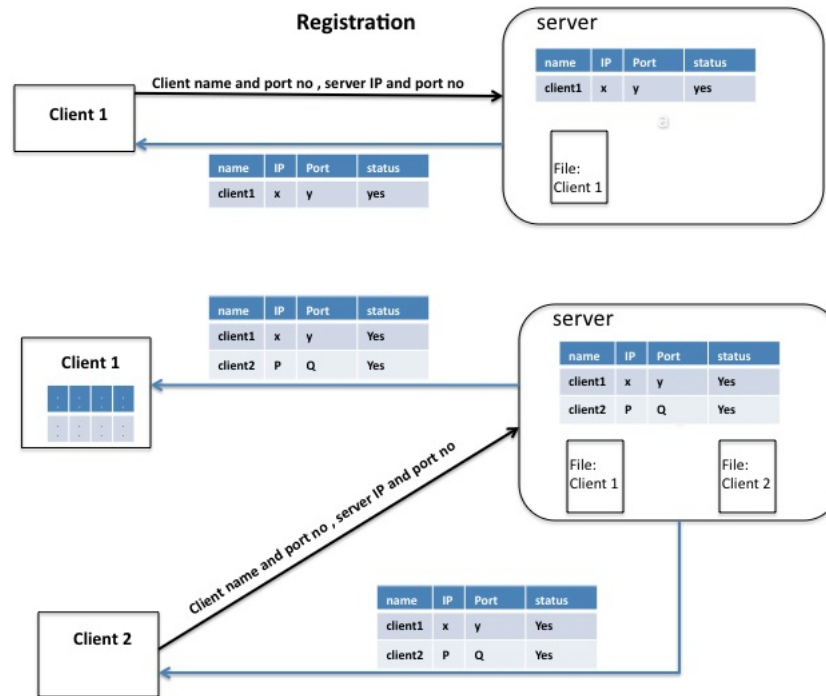 Registration
server
name IP Port status
client1 x y yes
a
File:
Client 1
Client name and port no , server IP and port no
Client 1
name IP Port status
client1 x y yes
name IP Port status
client1 x y Yes
client2 P Q Yes
Client 1
: : : :
: : : :
server
name IP Port status
client1 x y Yes
client2 P Q Yes
File:
Client 1
File:
Client 2
Client name and port no , server IP and port no
name IP Port status
client1 x y Yes
client2 P Q Yes
Client 2